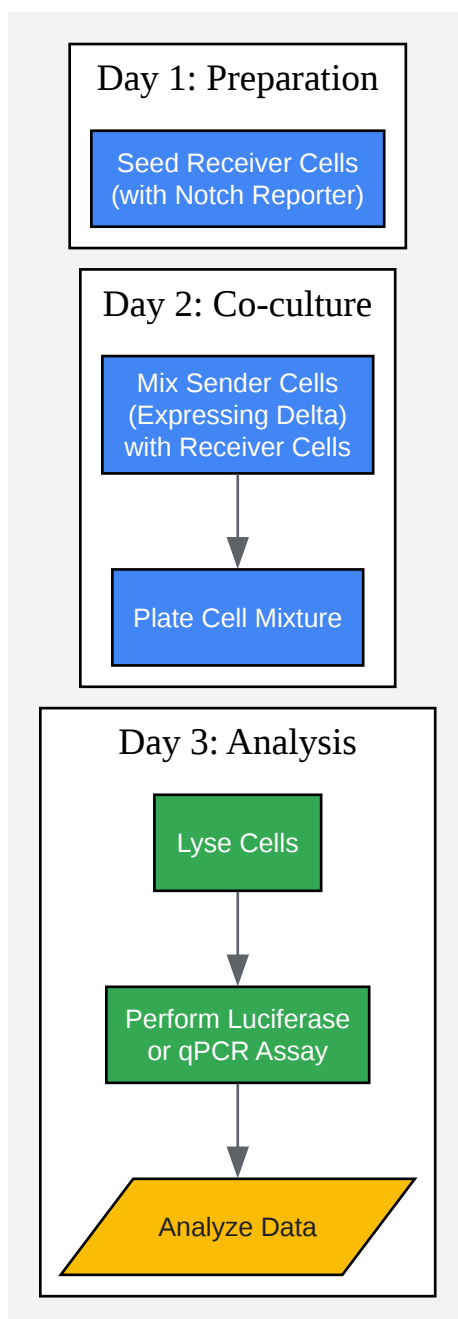 Day 1: Preparation
Seed Receiver Cells
(with Notch Reporter)
Day 2: Co-culture
Mix Sender Cells
(Expressing Delta)
with Receiver Cells
Plate Cell Mixture
Day 3: Analysis
Lyse Cells
Perform Luciferase
or qPCR Assay
Analyze Data